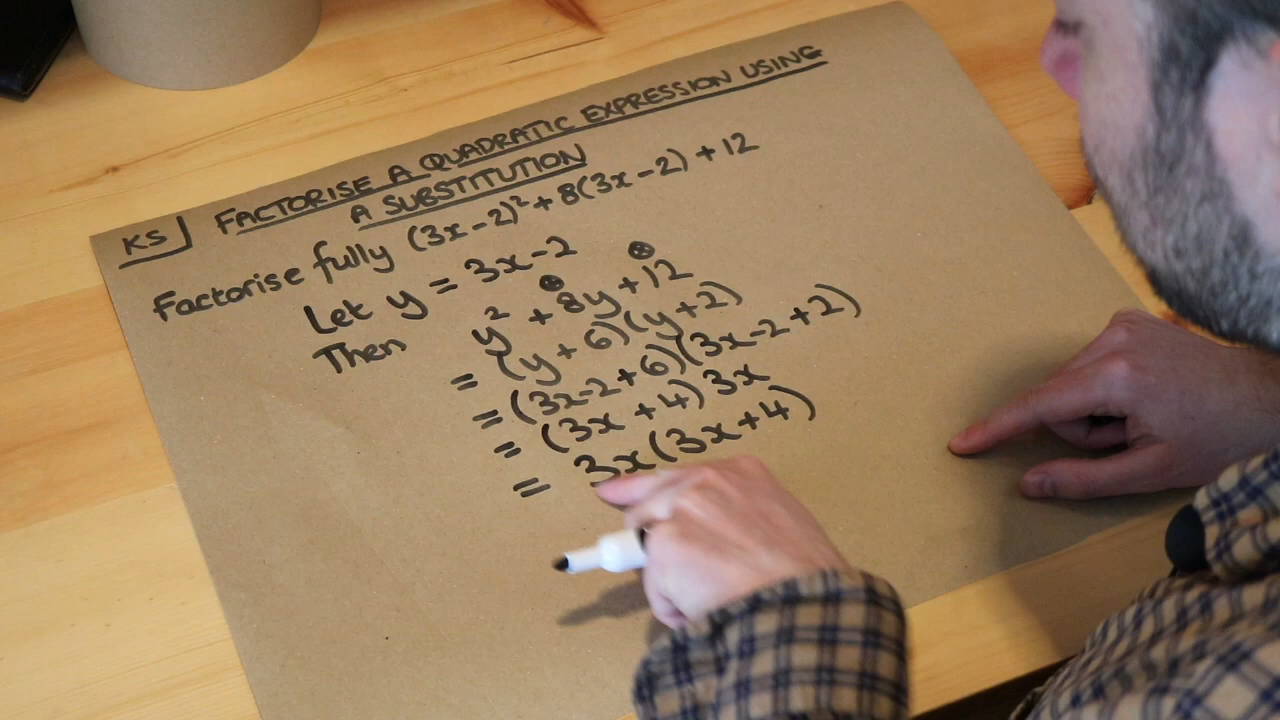 K5
FACTORISE A QUADRATIC EXPRESSION USING
A SUBSTITUTION
Factorise fully (3x-2)²+8(3x-2)+12
Let y = 3x-2
Then y² + 8y+12
= (y+6)(y+2)
= (3x-2+6)(3x-2+2)
= (3x+4)3x
= 3x(3x+4)